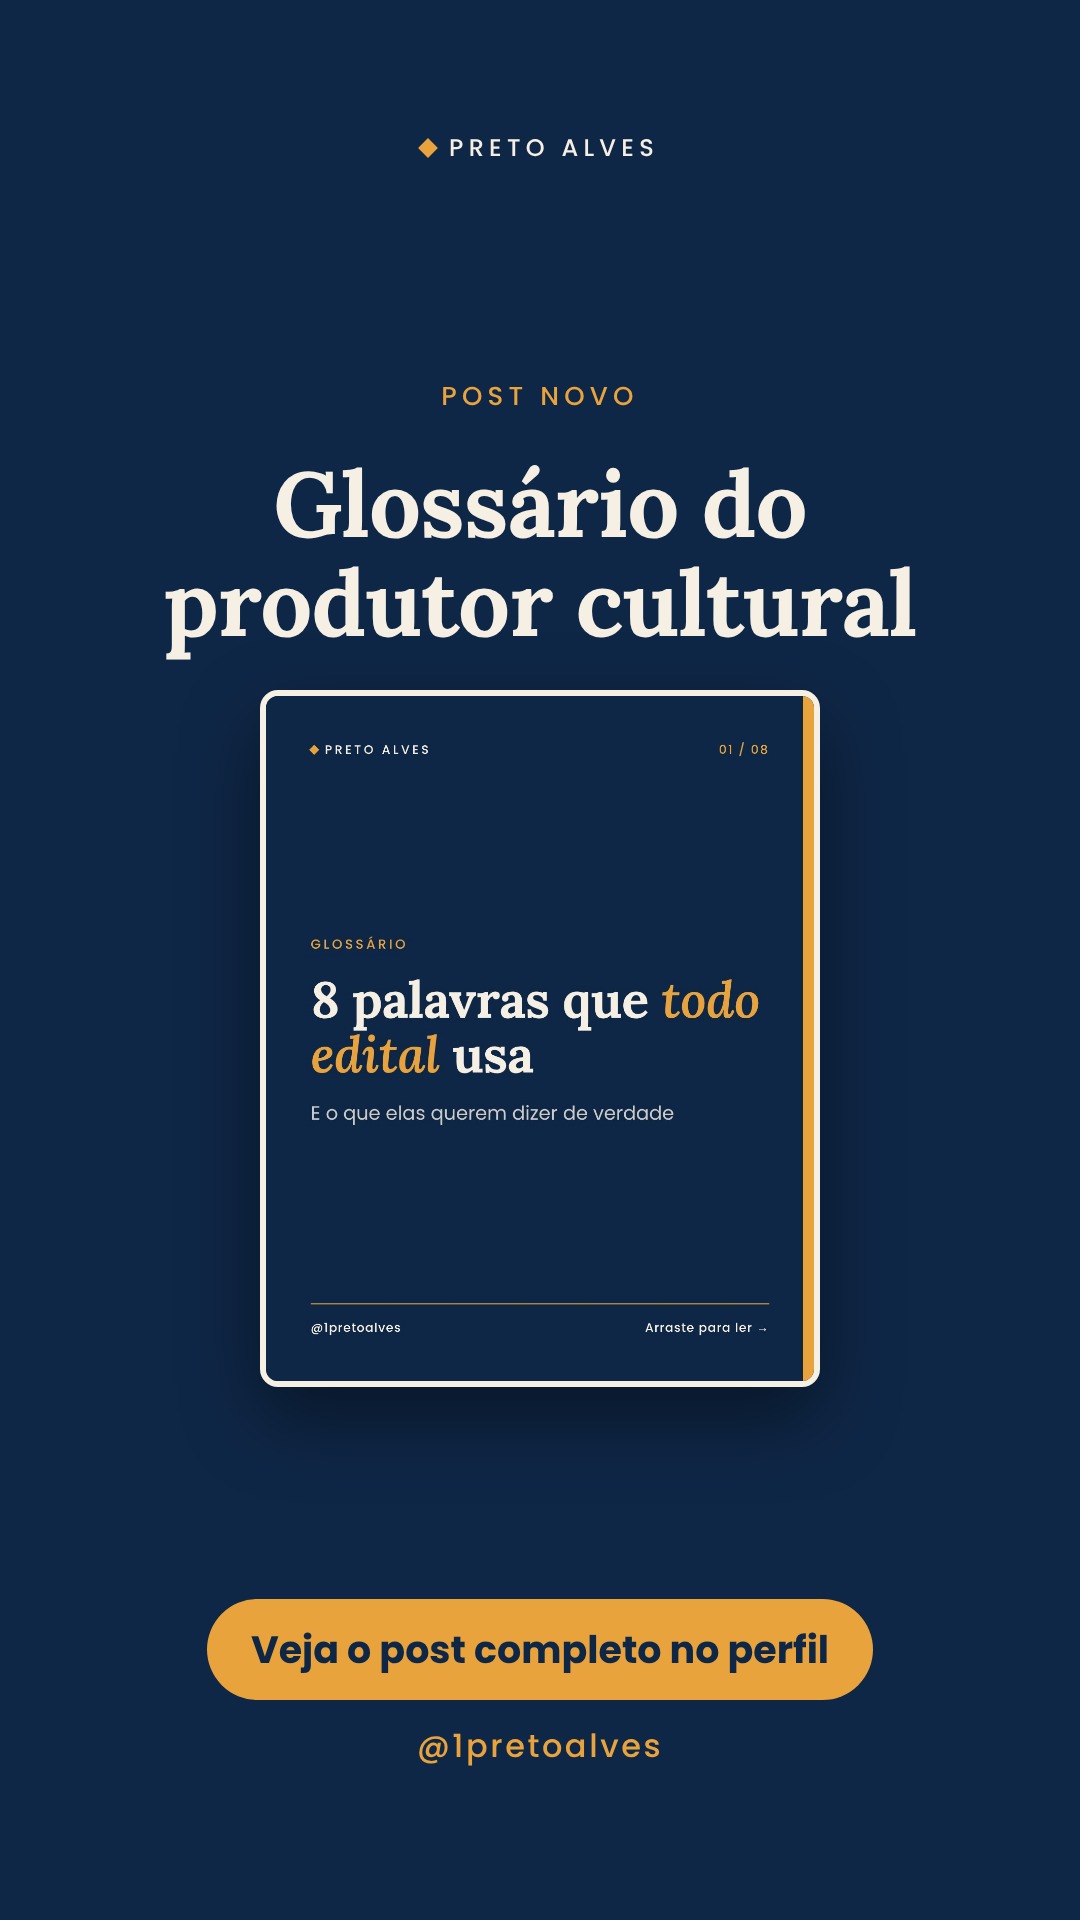 PRETO ALVES
POST NOVO
Glossário do
produtor cultural
PRETO ALVES
01 / 08
GLOSSÁRIO
8 palavras que todo
edital usa
E o que elas querem dizer de verdade
@1pretoalves
Arraste para ler →
Veja o post completo no perfil
@1pretoalves